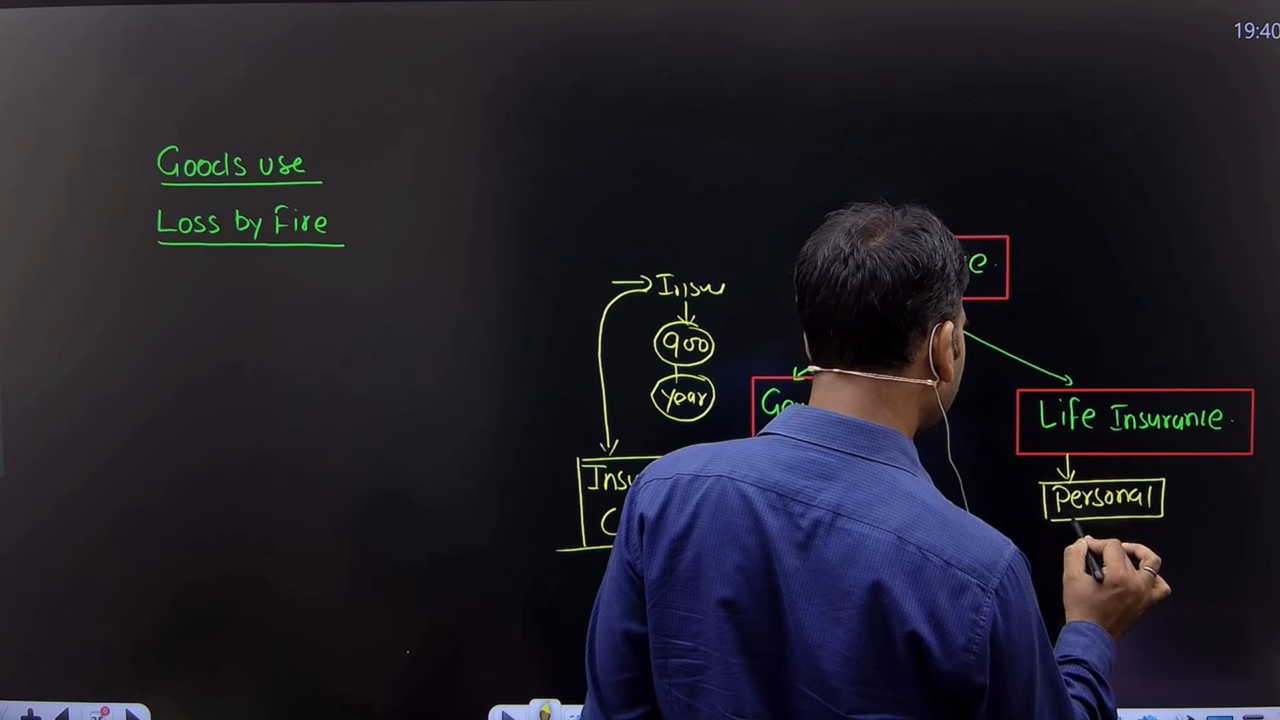 19:40
Goods use
Loss by Fire
Insu
900
year
Life Insurance.
Personal